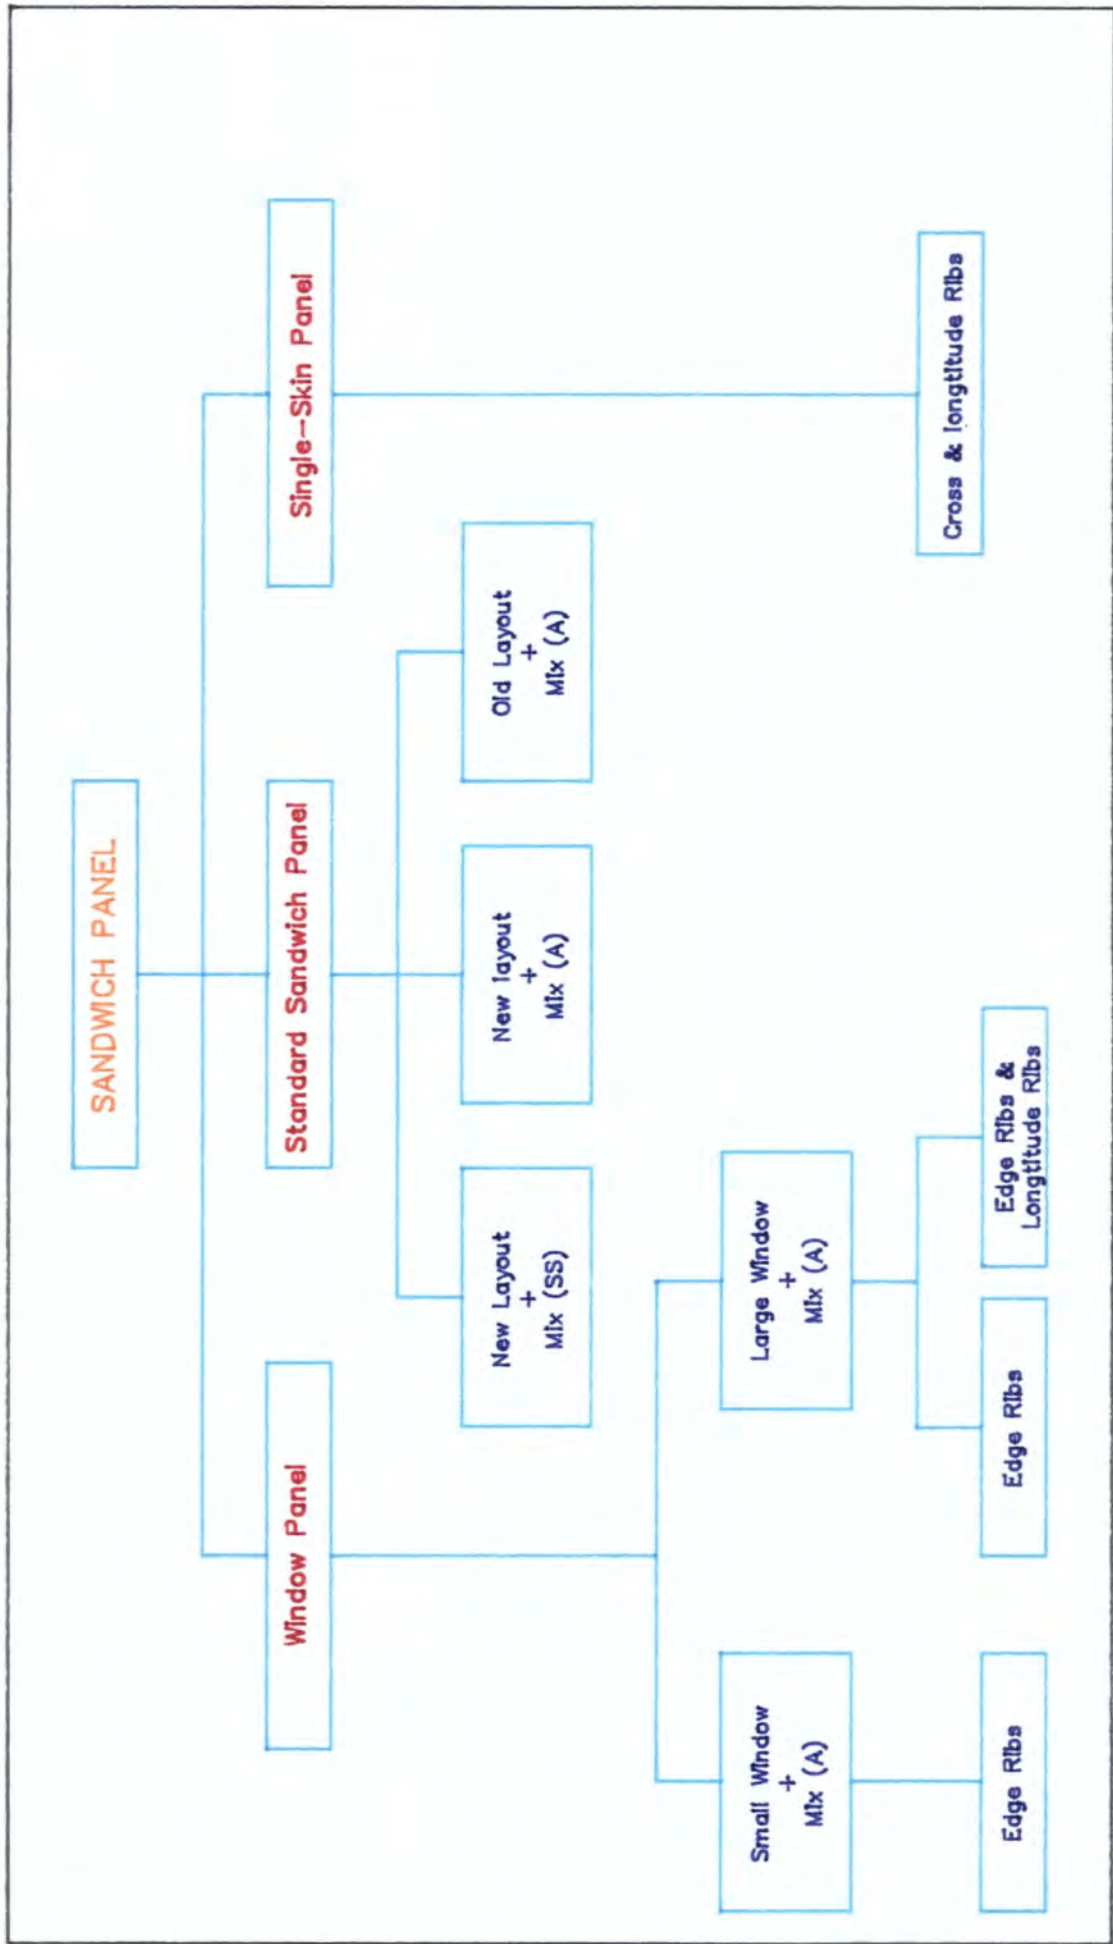 SANDWICH PANEL
Window Panel
Standard Sandwich Panel
Single-Skin Panel
New Layout
+
Mix (SS)
New layout
+
Mix (A)
Old Layout
+
Mix (A)
Small Window
+
Mix (A)
Large Window
+
Mix (A)
Edge Ribs
Edge Ribs
Edge Ribs &
Longtitude Ribs
Cross & longtitude Ribs